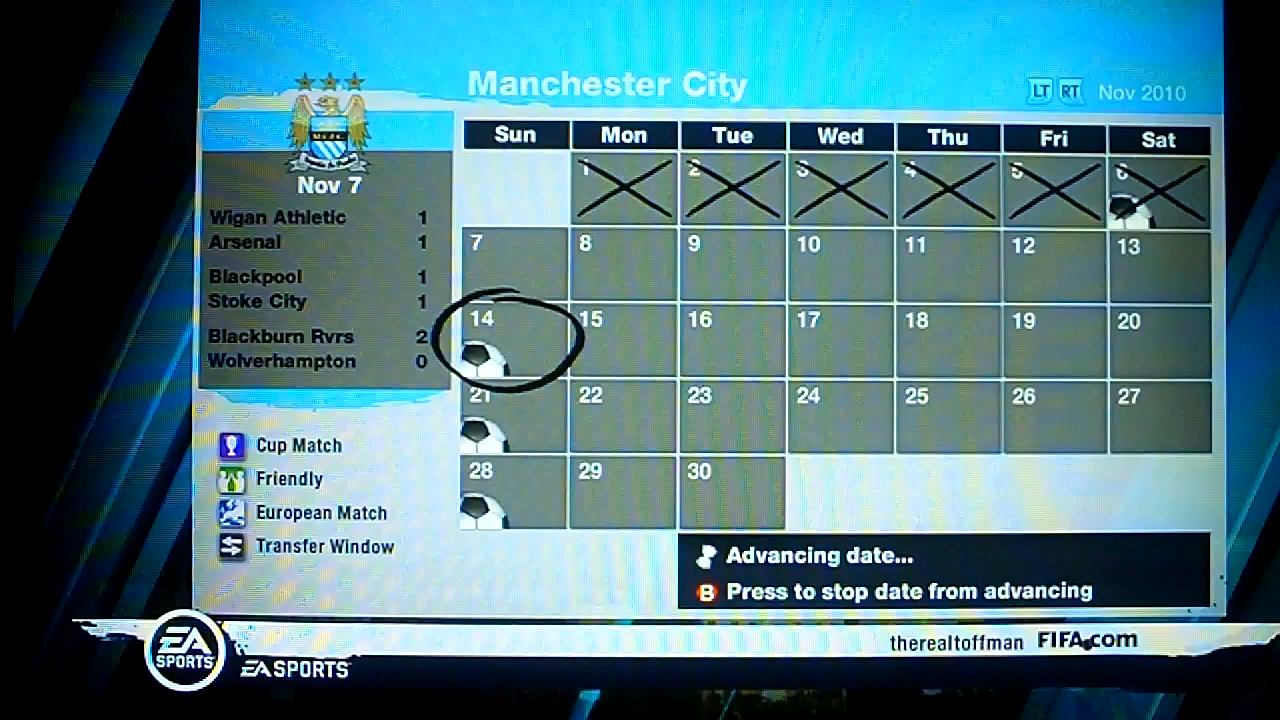 Manchester City
LT RT Nov 2010
M.C.F.C.
Nov 7
Wigan Athletic 1
Arsenal 1
Blackpool 1
Stoke City 1
Blackburn Rvrs 2
Wolverhampton 0
Sun Mon Tue Wed Thu Fri Sat
1 2 3 4 5 6
7 8 9 10 11 12 13
14 15 16 17 18 19 20
21 22 23 24 25 26 27
28 29 30
Cup Match
Friendly
European Match
Transfer Window
Advancing date...
B Press to stop date from advancing
EA SPORTS
EA SPORTS
therealtoffman FIFA.com